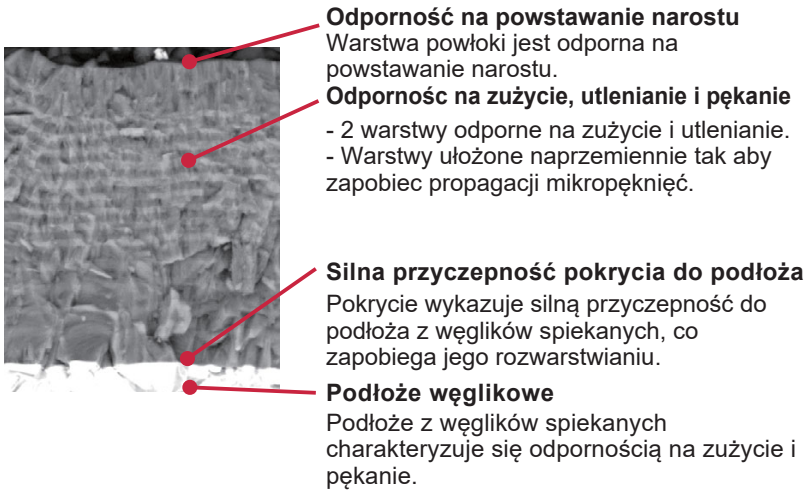 Odporność na powstawanie narostu
Warstwa powłoki jest odporna na
powstawanie narostu.
Odpornośc na zużycie, utlenianie i pękanie
- 2 warstwy odporne na zużycie i utlenianie.
- Warstwy ułożone naprzemiennie tak aby
zapobiec propagacji mikropęknięć.
Silna przyczepność pokrycia do podłoża
Pokrycie wykazuje silną przyczepność do
podłoża z węglików spiekanych, co
zapobiega jego rozwarstwianiu.
Podłoże węglikowe
Podłoże z węglików spiekanych
charakteryzuje się odpornością na zużycie i
pękanie.